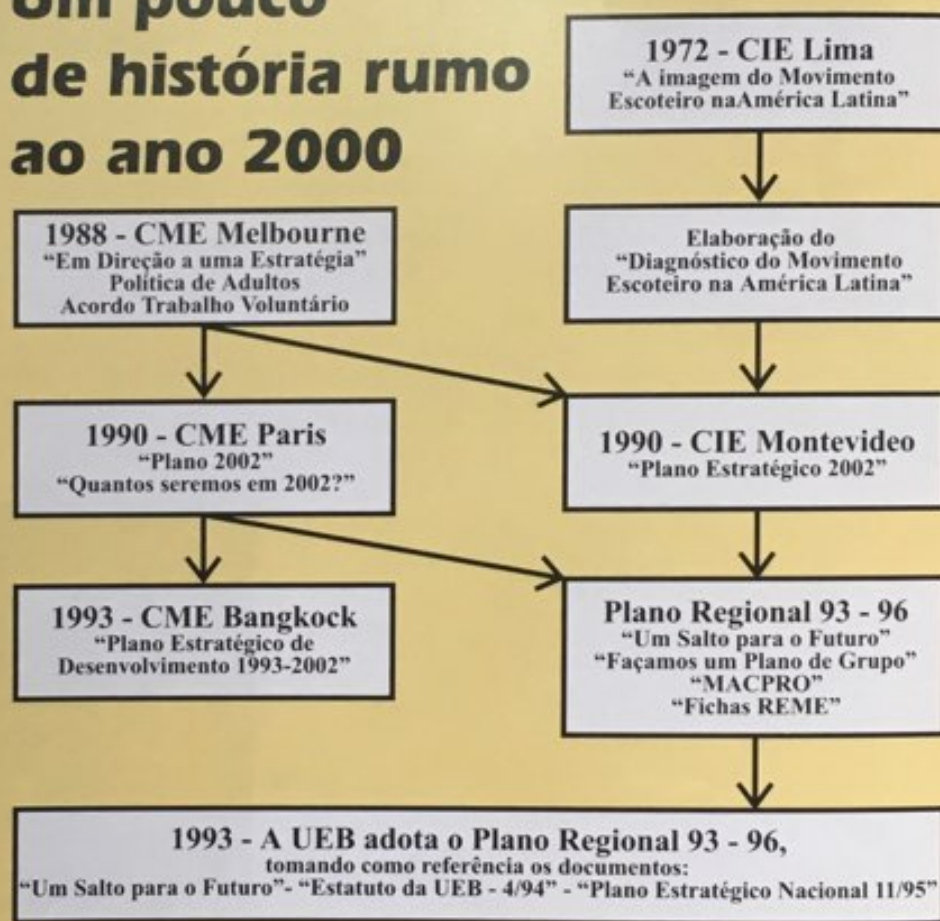 Um pouco
de história rumo
ao ano 2000
1972 - CIE Lima
“A imagem do Movimento
Escoteiro naAmérica Latina”
Elaboração do
“Diagnóstico do Movimento
Escoteiro na América Latina”
1988 - CME Melbourne
“Em Direção a uma Estratégia”
Política de Adultos
Acordo Trabalho Voluntário
1990 - CME Paris
“Plano 2002”
“Quantos seremos em 2002?”
1990 - CIE Montevideo
“Plano Estratégico 2002”
1993 - CME Bangkock
“Plano Estratégico de
Desenvolvimento 1993-2002”
Plano Regional 93 - 96
“Um Salto para o Futuro”
“Façamos um Plano de Grupo”
“MACPRO”
“Fichas REME”
1993 - A UEB adota o Plano Regional 93 - 96,
tomando como referência os documentos:
“Um Salto para o Futuro”- “Estatuto da UEB - 4/94” - “Plano Estratégico Nacional 11/95”